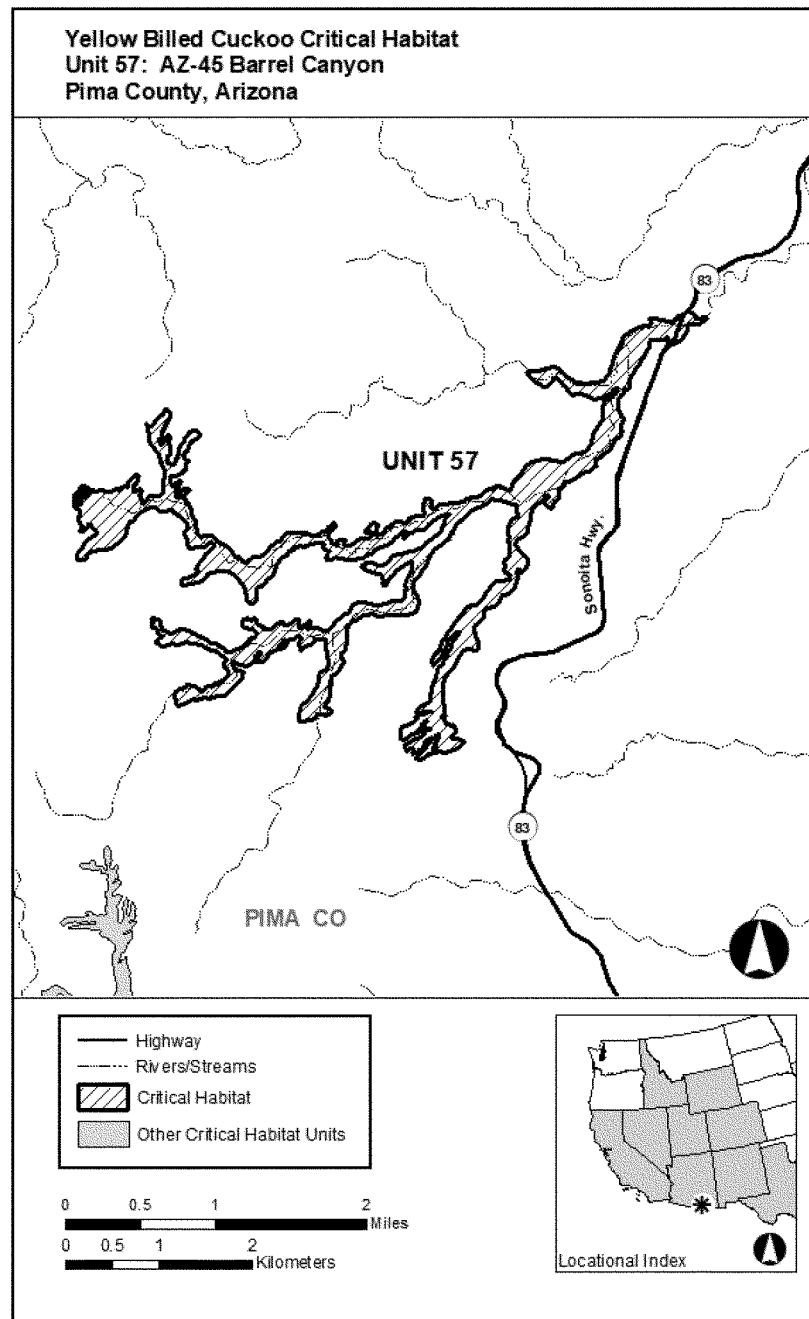 Yellow Billed Cuckoo Critical Habitat
Unit 57: AZ-45 Barrel Canyon
Pima County, Arizona
83
UNIT 57
Sonoita Hwy.
83
PIMA CO
Highway
Rivers/Streams
Critical Habitat
Other Critical Habitat Units
0 0.5 1 2
Miles
0 0.5 1 2
Kilometers
Locational Index